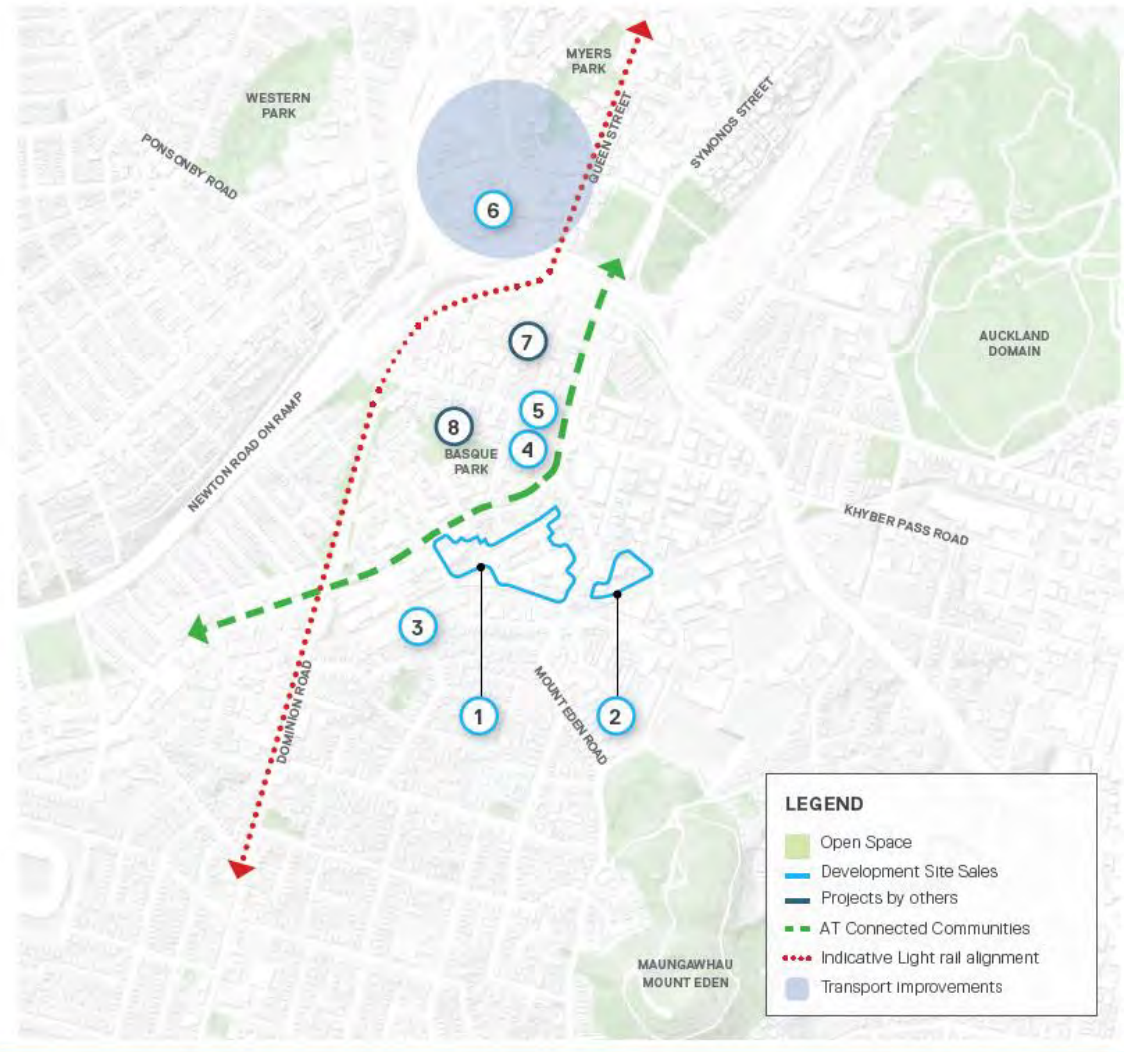 MYERS
PARK
WESTERN
PARK
SYMONDS STREET
QUEEN STREET
PONSONBY ROAD
6
7
AUCKLAND
DOMAIN
5
8
4
BASQUE
PARK
NEWTON ROAD ON RAMP
KHYBER PASS ROAD
3
DOMINION ROAD
MOUNT EDEN ROAD
1
2
LEGEND
Open Space
Development Site Sales
Projects by others
AT Connected Communities
Indicative Light rail alignment
Transport improvements
MAUNGAWHAU
MOUNT EDEN